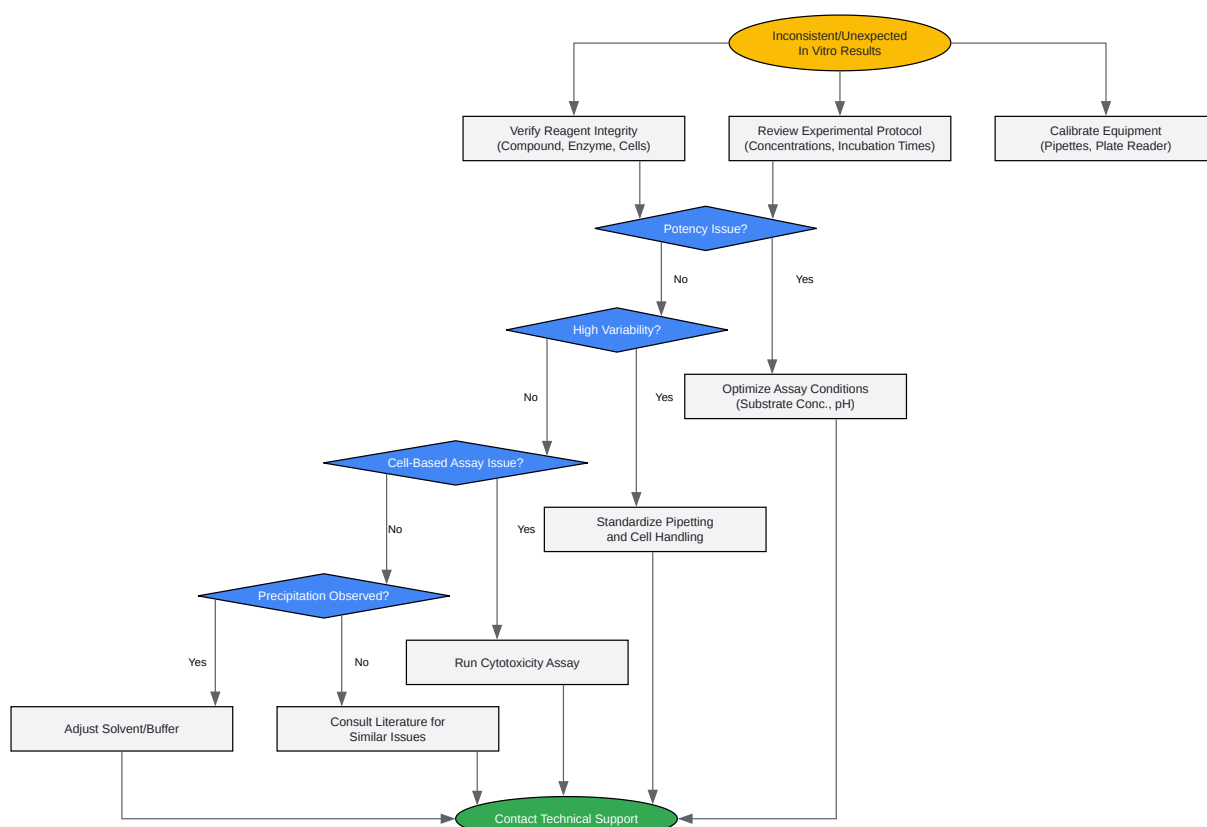 Inconsistent/Unexpected
In Vitro Results
Verify Reagent Integrity
(Compound, Enzyme, Cells)
Review Experimental Protocol
(Concentrations, Incubation Times)
Calibrate Equipment
(Pipettes, Plate Reader)
Potency Issue?
No
Yes
High Variability?
No
Yes
Optimize Assay Conditions
(Substrate Conc., pH)
Cell-Based Assay Issue?
No
Yes
Standardize Pipetting
and Cell Handling
Precipitation Observed?
Yes
No
Run Cytotoxicity Assay
Adjust Solvent/Buffer
Consult Literature for
Similar Issues
Contact Technical Support